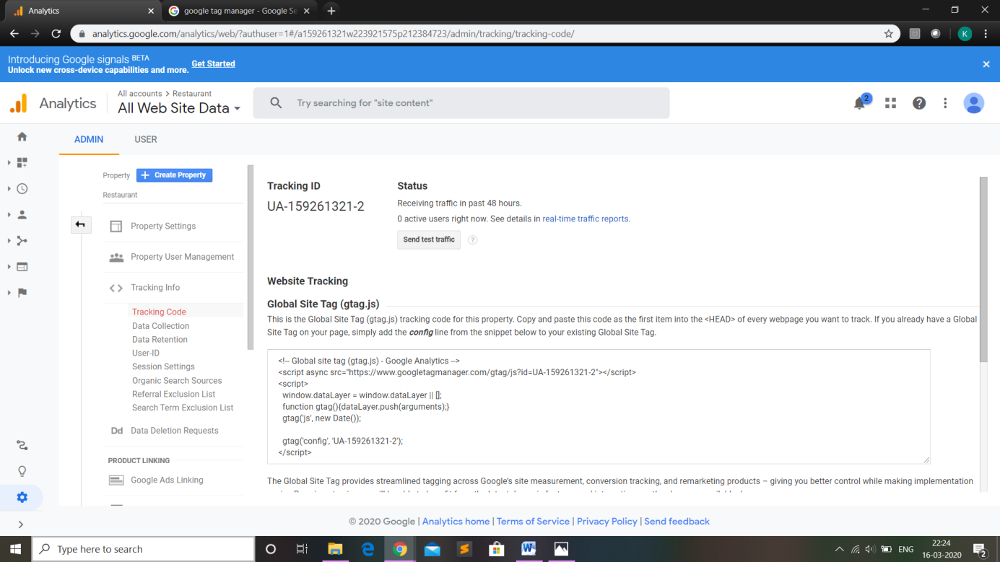 Analytics
google tag manager - Google Se
analytics.google.com/analytics/web/?authuser=1#/a159261321w223921575p212384723/admin/tracking/tracking-code/
K
Introducing Google signals BETA
Unlock new cross-device capabilities and more.
Get Started
Analytics
All accounts > Restaurant
All Web Site Data
Try searching for "site content"
2
ADMIN
USER
Property
+ Create Property
Restaurant
Property Settings
Property User Management
Tracking Info
Tracking Code
Data Collection
Data Retention
User-ID
Session Settings
Organic Search Sources
Referral Exclusion List
Search Term Exclusion List
Dd Data Deletion Requests
PRODUCT LINKING
Google Ads Linking
Tracking ID
UA-159261321-2
Status
Receiving traffic in past 48 hours.
0 active users right now. See details in real-time traffic reports.
Send test traffic
?
Website Tracking
Global Site Tag (gtag.js)
This is the Global Site Tag (gtag.js) tracking code for this property. Copy and paste this code as the first item into the <HEAD> of every webpage you want to track. If you already have a Global
Site Tag on your page, simply add the config line from the snippet below to your existing Global Site Tag.
<!-- Global site tag (gtag.js) - Google Analytics -->
<script async src="https://www.googletagmanager.com/gtag/js?id=UA-159261321-2"></script>
<script>
window.dataLayer = window.dataLayer || [];
function gtag(){dataLayer.push(arguments);}
gtag('js', new Date());
gtag('config', 'UA-159261321-2');
</script>
The Global Site Tag provides streamlined tagging across Google's site measurement, conversion tracking, and remarketing products – giving you better control while making implementation
© 2020 Google | Analytics home | Terms of Service | Privacy Policy | Send feedback
Type here to search
ENG
22:24
16-03-2020
2